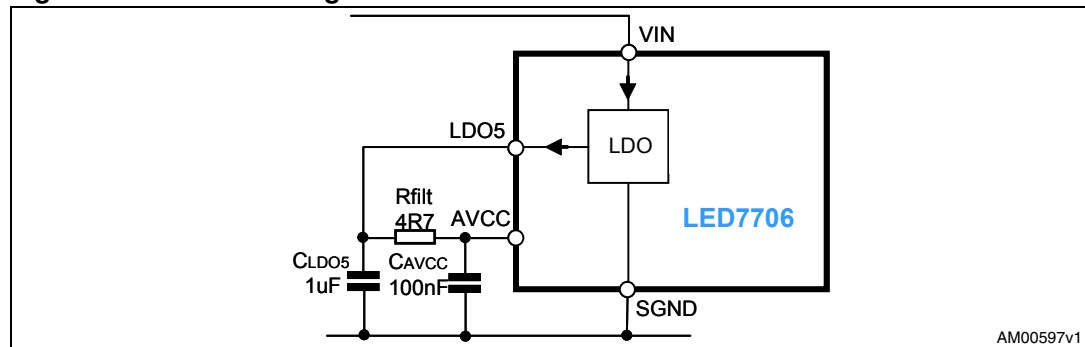 VIN
LDO5
LDO
Rfilt
4R7
AVCC
LED7706
CLDO5
1uF
CAVCC
100nF
SGND
AM00597v1